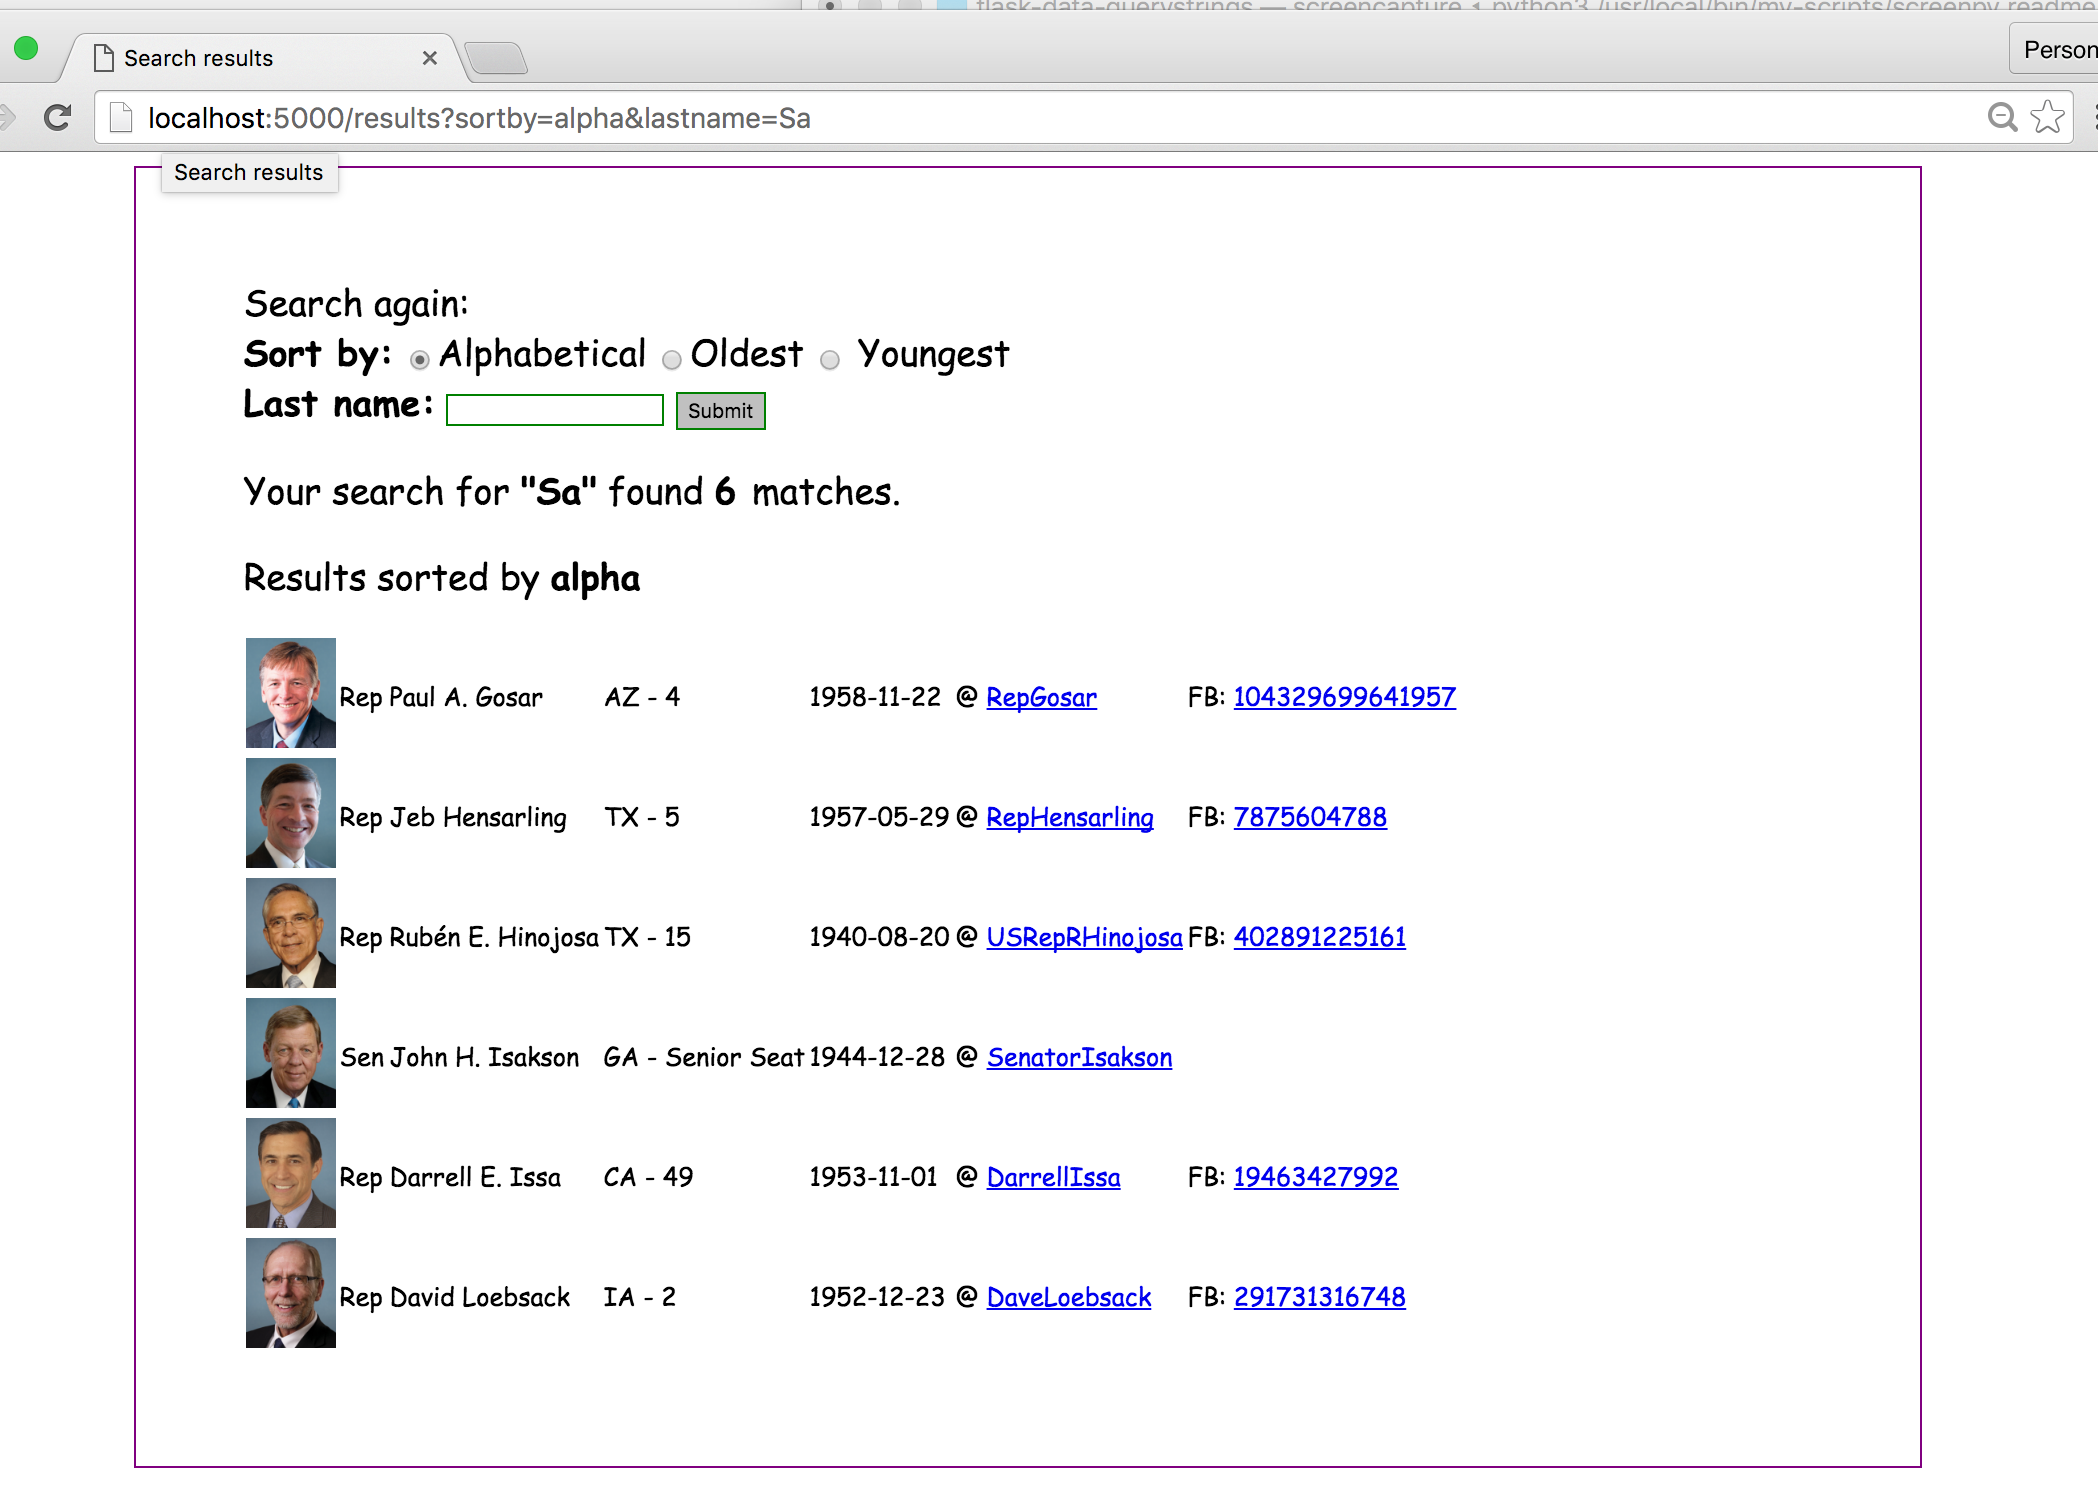 flask-data-querystrings — screencapture • python3 /usr/local/bin/my-scripts/screenpy readme
Search results
Person
localhost:5000/results?sortby=alpha&lastname=Sa
Search results
Search again:
Sort by: Alphabetical Oldest Youngest
Last name: Submit
Your search for "Sa" found 6 matches.
Results sorted by alpha
Rep Paul A. Gosar AZ - 4 1958-11-22 @ RepGosar FB: 104329699641957
Rep Jeb Hensarling TX - 5 1957-05-29 @ RepHensarling FB: 7875604788
Rep Rubén E. Hinojosa TX - 15 1940-08-20 @ USRepRHinojosa FB: 402891225161
Sen John H. Isakson GA - Senior Seat 1944-12-28 @ SenatorIsakson
Rep Darrell E. Issa CA - 49 1953-11-01 @ DarrellIssa FB: 19463427992
Rep David Loebsack IA - 2 1952-12-23 @ DaveLoebsack FB: 291731316748